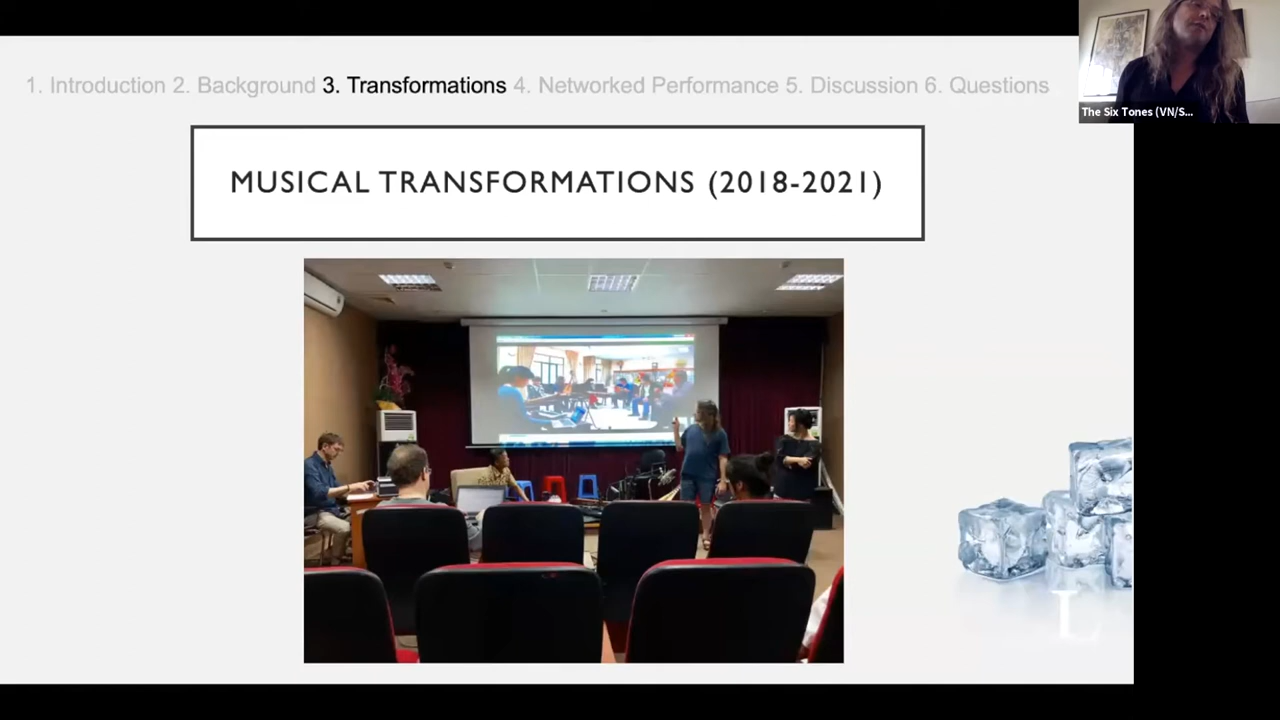 1. Introduction 2. Background 3. Transformations 4. Networked Performance 5. Discussion 6. Questions
The Six Tones (VN/S...
MUSICAL TRANSFORMATIONS (2018-2021)